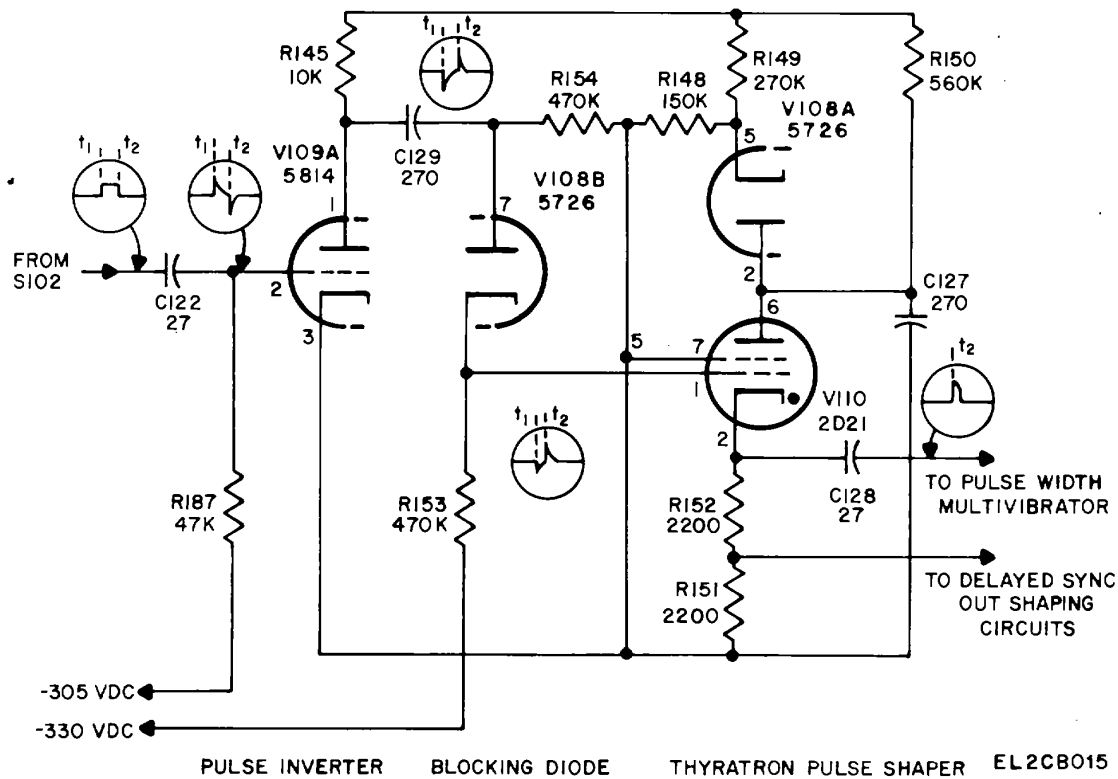 t1 t2
R145
10K
R154
470K
R148
150K
R149
270K
R150
560K
V108A
5726
5
t1 t2
t1 t2
V109A
5814
C129
270
V108B
5726
1
7
FROM
S102
C122
27
2
3
2
6
C127
270
5
7
1
t2
V110
2D21
2
t1 t2
R187
47K
R153
470K
R152
2200
C128
27
TO PULSE WIDTH
MULTIVIBRATOR
R151
2200
TO DELAYED SYNC
OUT SHAPING
CIRCUITS
-305 VDC
-330 VDC
PULSE INVERTER BLOCKING DIODE THYRATRON PULSE SHAPER EL2CB015